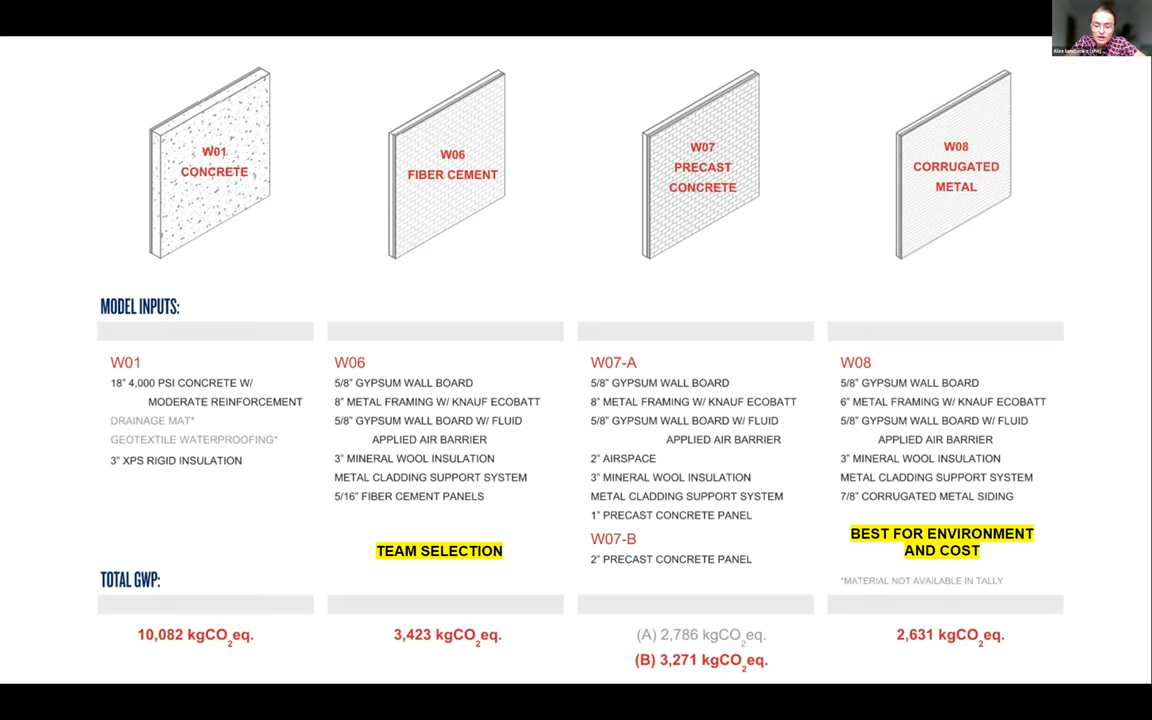 W01
CONCRETE
W06
FIBER CEMENT
W07
PRECAST
CONCRETE
W08
CORRUGATED
METAL
MODEL INPUTS:
W01
18" 4,000 PSI CONCRETE W/
MODERATE REINFORCEMENT
DRAINAGE MAT*
GEOTEXTILE WATERPROOFING*
3" XPS RIGID INSULATION
W06
5/8" GYPSUM WALL BOARD
8" METAL FRAMING W/ KNAUF ECOBATT
5/8" GYPSUM WALL BOARD W/ FLUID
APPLIED AIR BARRIER
3" MINERAL WOOL INSULATION
METAL CLADDING SUPPORT SYSTEM
5/16" FIBER CEMENT PANELS
TEAM SELECTION
W07-A
5/8" GYPSUM WALL BOARD
8" METAL FRAMING W/ KNAUF ECOBATT
5/8" GYPSUM WALL BOARD W/ FLUID
APPLIED AIR BARRIER
2" AIRSPACE
3" MINERAL WOOL INSULATION
METAL CLADDING SUPPORT SYSTEM
1" PRECAST CONCRETE PANEL
W07-B
2" PRECAST CONCRETE PANEL
W08
5/8" GYPSUM WALL BOARD
6" METAL FRAMING W/ KNAUF ECOBATT
5/8" GYPSUM WALL BOARD W/ FLUID
APPLIED AIR BARRIER
3" MINERAL WOOL INSULATION
METAL CLADDING SUPPORT SYSTEM
7/8" CORRUGATED METAL SIDING
BEST FOR ENVIRONMENT
AND COST
*MATERIAL NOT AVAILABLE IN TALLY
TOTAL GWP:
10,082 kgCO2eq.
3,423 kgCO2eq.
(A) 2,786 kgCO2eq.
(B) 3,271 kgCO2eq.
2,631 kgCO2eq.
Alex